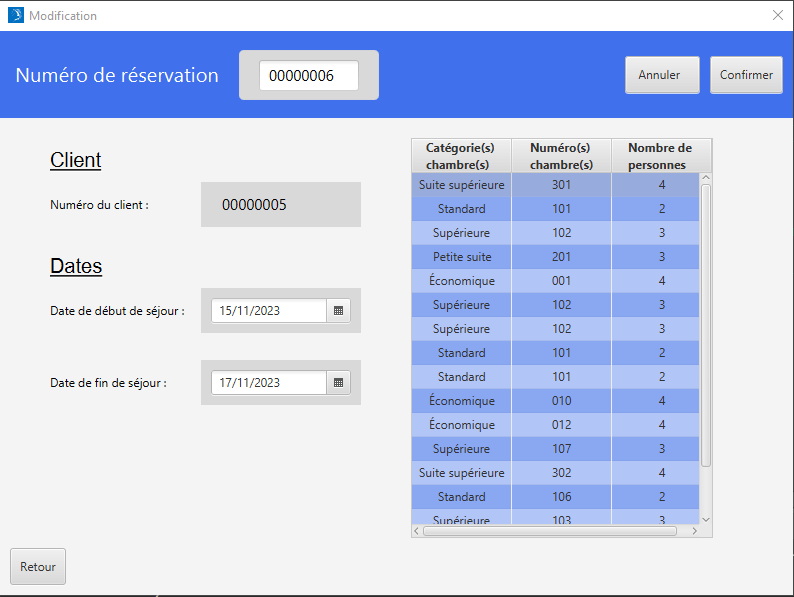 Modification
Numéro de réservation 00000006 Annuler Confirmer
Client
Numéro du client : 00000005
Dates
Date de début de séjour : 15/11/2023
Date de fin de séjour : 17/11/2023
Catégorie(s) chambre(s) Numéro(s) chambre(s) Nombre de personnes
Suite supérieure 301 4
Standard 101 2
Supérieure 102 3
Petite suite 201 3
Économique 001 4
Supérieure 102 3
Supérieure 102 3
Standard 101 2
Standard 101 2
Économique 010 4
Économique 012 4
Supérieure 107 3
Suite supérieure 302 4
Standard 106 2
Supérieure 103 3
Retour